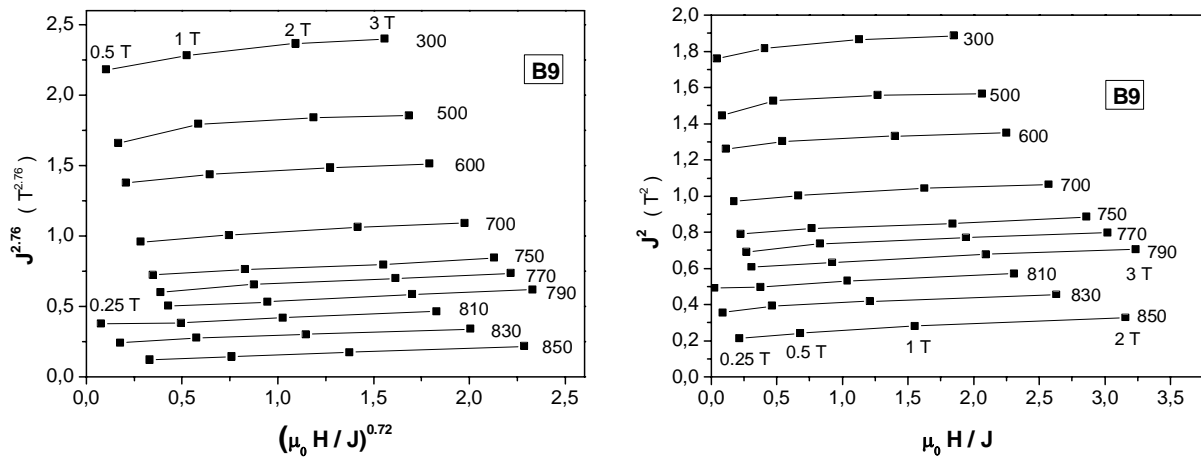 2,5
2,0
1,5
1,0
0,5
0,0
J^2.76 ( T^2.76)
0,5 T
1 T
2 T
3 T
300
B9
500
600
700
750
770
790
0.25 T
810
830
850
0,0 0,5 1,0 1,5 2,0 2,5
(μ₀ H / J)^0.72
2,0
1,8
1,6
1,4
1,2
1,0
0,8
0,6
0,4
0,2
0,0
J² ( T²)
300
B9
500
600
700
750
770
790
3 T
810
830
850
0.25 T
0.5 T
1 T
2 T
0,0 0,5 1,0 1,5 2,0 2,5 3,0 3,5
μ₀ H / J